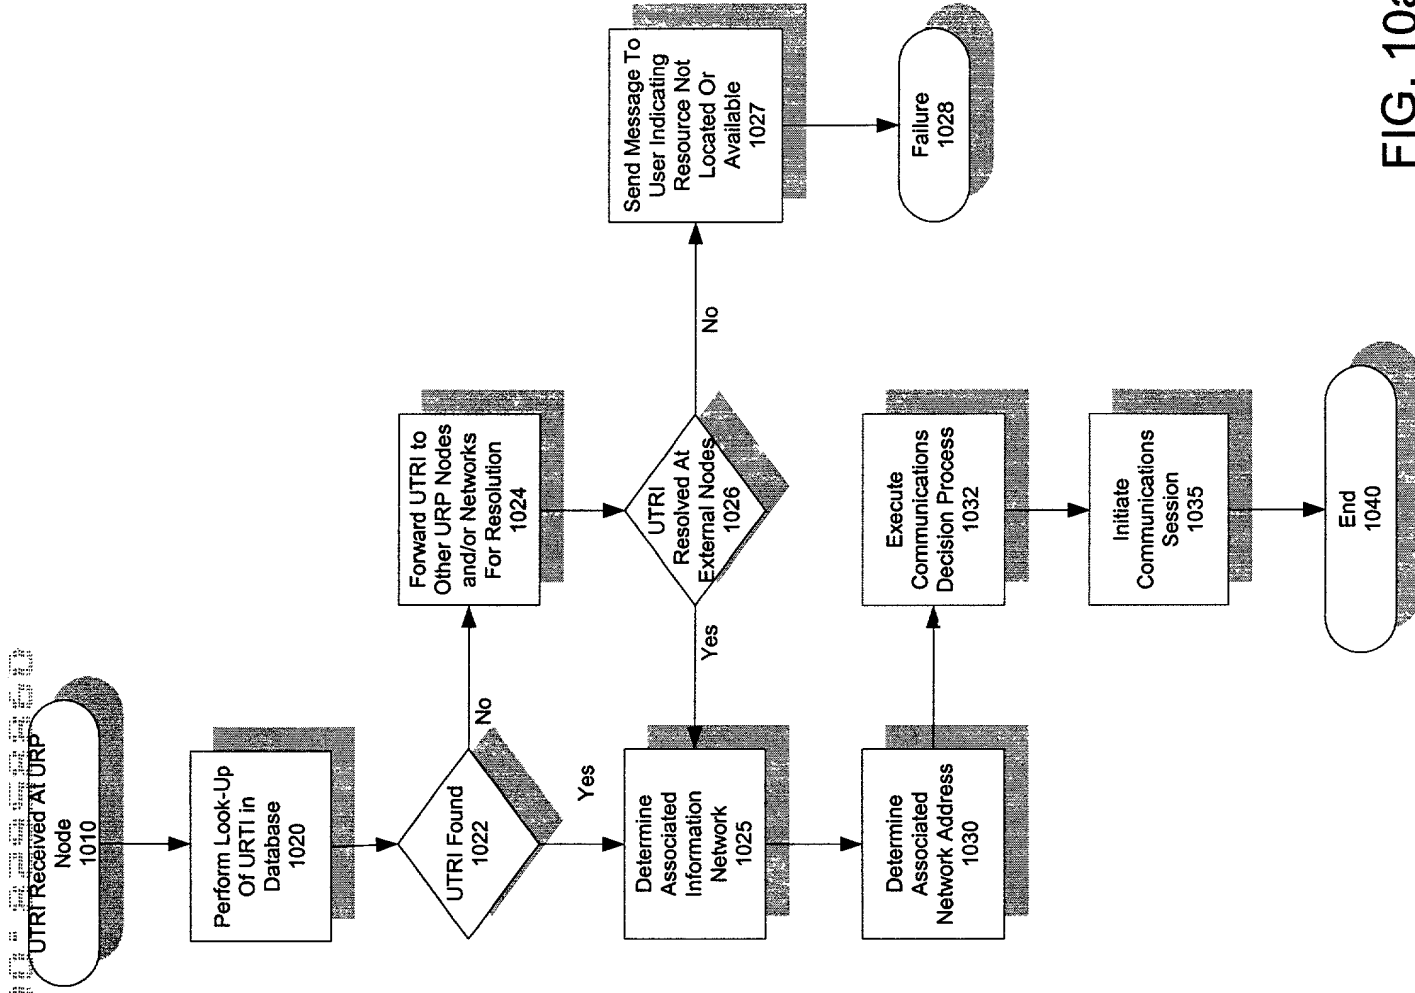 UTRI Received At URP
Node
1010
Perform Look-Up
Of URTI in
Database
1020
UTRI Found
1022
No
Yes
Forward UTRI to
Other URP Nodes
and/or Networks
For Resolution
1024
UTRI
Resolved At
External Nodes
1026
No
Yes
Send Message To
User Indicating
Resource Not
Located Or
Available
1027
Failure
1028
Determine
Associated
Information
Network
1025
Determine
Associated
Network Address
1030
Execute
Communications
Decision Process
1032
Initiate
Communications
Session
1035
End
1040
FIG. 10a